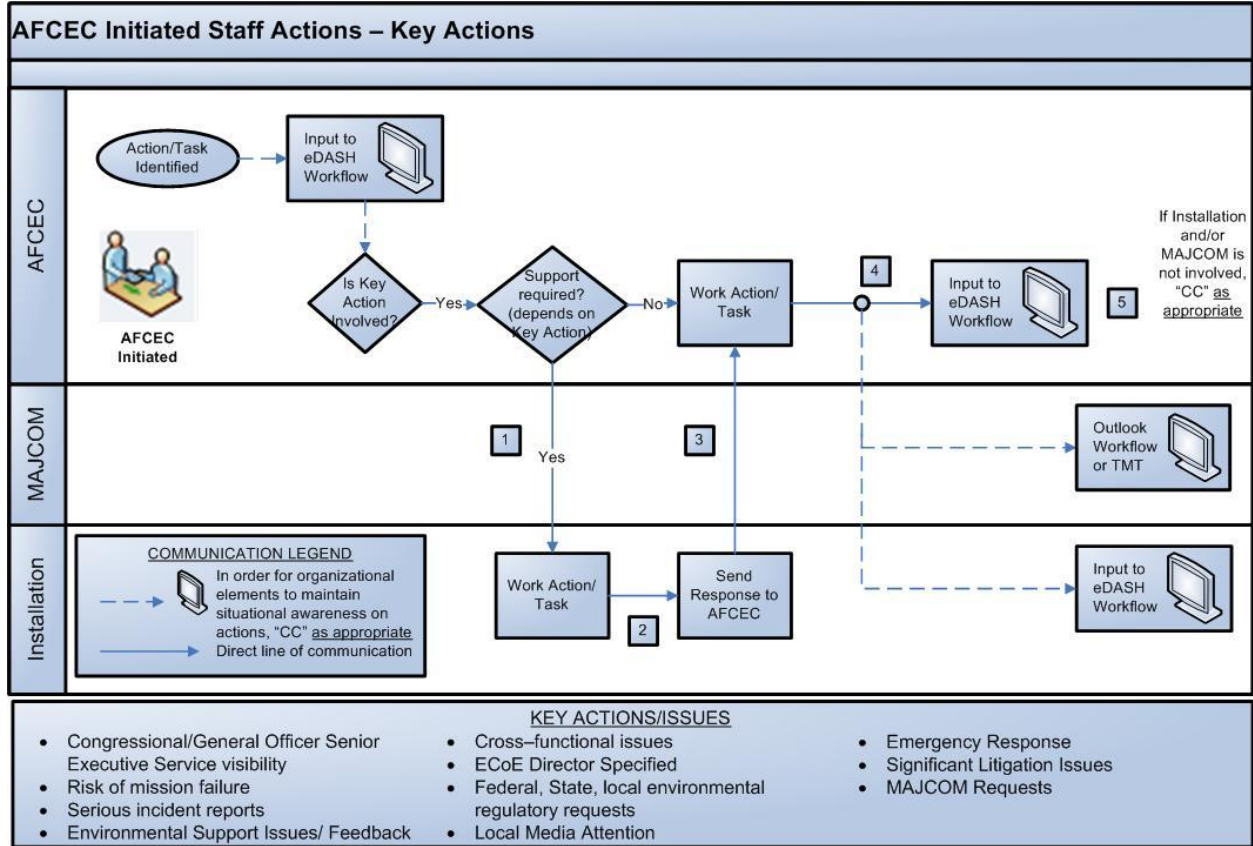 AFCEC Initiated Staff Actions – Key Actions
AFCEC
Action/Task
Identified
Input to
eDASH
Workflow
AFCEC
Initiated
Is Key
Action
Involved?
Yes
Support
required?
(depends on
Key Action)
No
Work Action/
Task
4
Input to
eDASH
Workflow
5
If Installation
and/or
MAJCOM is
not involved,
"CC" as
appropriate
MAJCOM
1
Yes
3
Outlook
Workflow
or TMT
Installation
COMMUNICATION LEGEND
In order for organizational
elements to maintain
situational awareness on
actions, "CC" as appropriate
Direct line of communication
Work Action/
Task
2
Send
Response to
AFCEC
Input to
eDASH
Workflow
KEY ACTIONS/ISSUES
• Congressional/General Officer Senior
Executive Service visibility
• Risk of mission failure
• Serious incident reports
• Environmental Support Issues/ Feedback
• Cross–functional issues
• ECoE Director Specified
• Federal, State, local environmental
regulatory requests
• Local Media Attention
• Emergency Response
• Significant Litigation Issues
• MAJCOM Requests